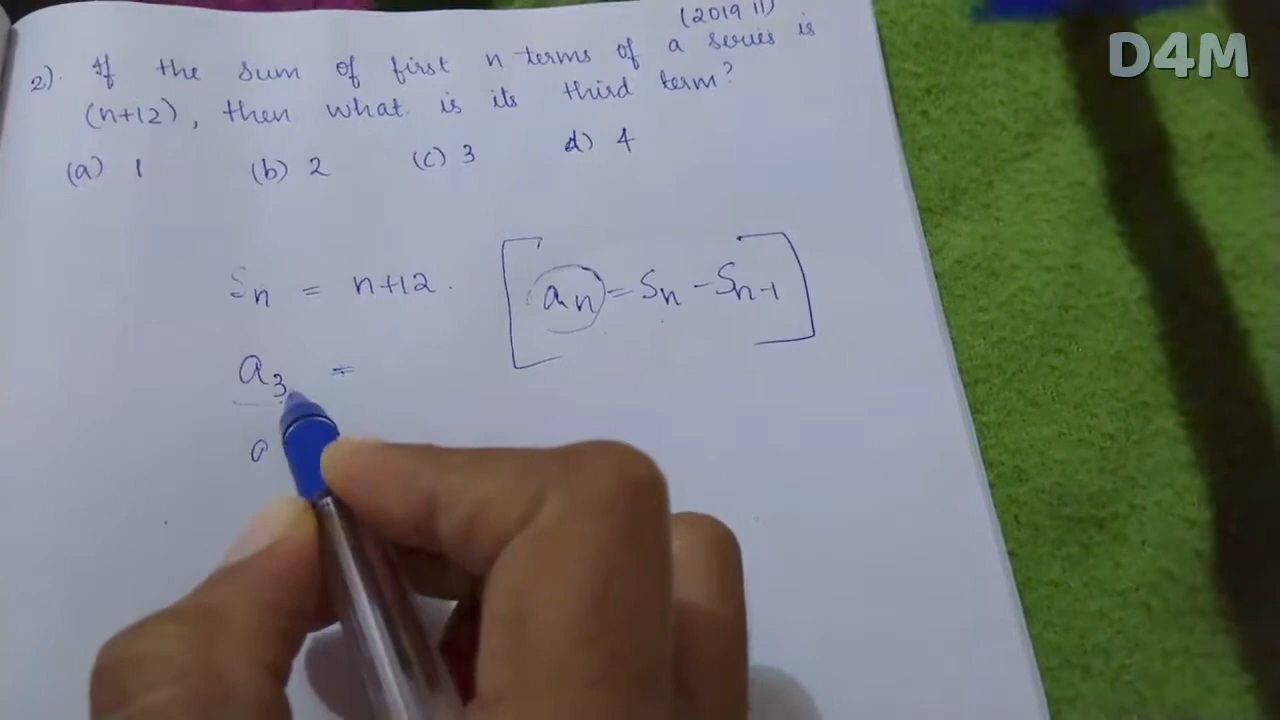 (2019 II)
D4M
2). If the sum of first n terms of a series is
(n+12), then what is its third term?
(a) 1 (b) 2 (c) 3 d) 4
Sn = n+12. [an = Sn - Sn-1]
a3 =
a